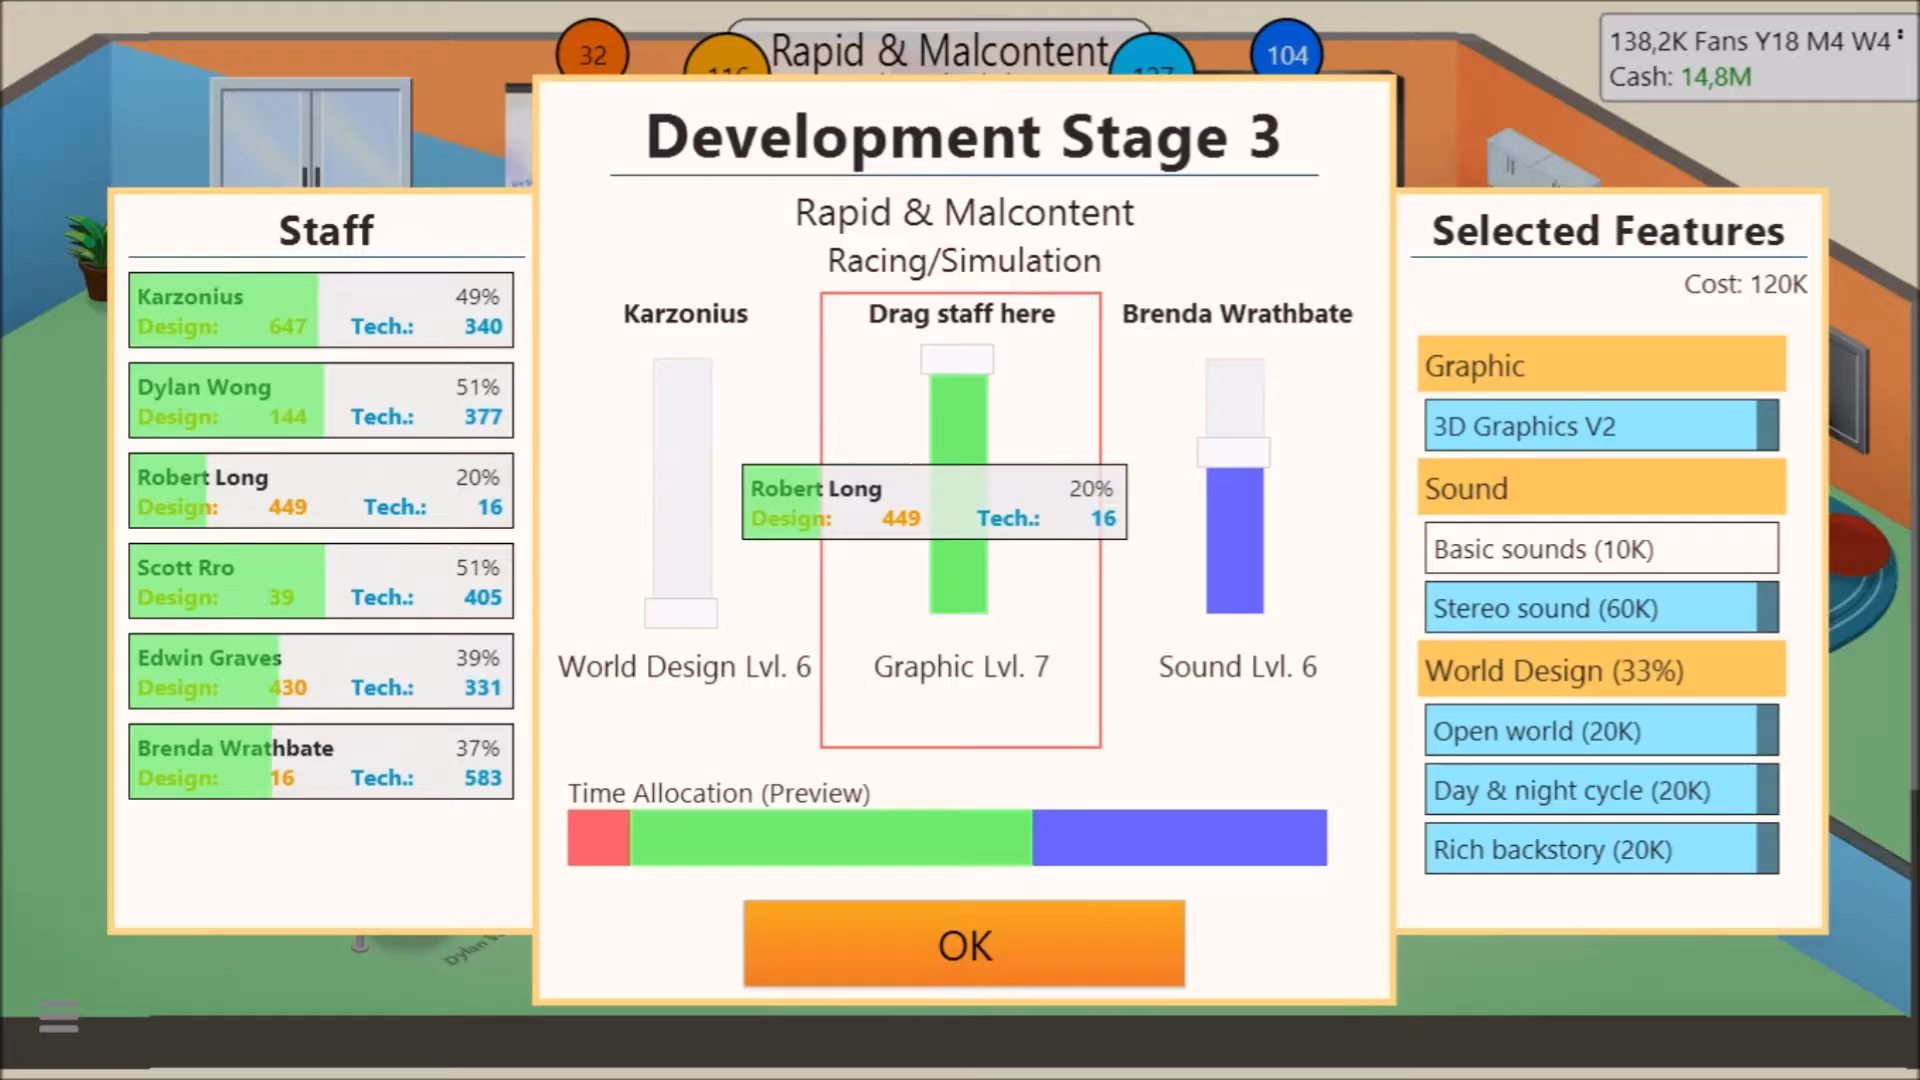 32
Rapid & Malcontent
104
138,2K Fans Y18 M4 W4
Cash: 14,8M
Development Stage 3
Rapid & Malcontent
Racing/Simulation
Staff
Karzonius 49%
Design: 647 Tech.: 340
Dylan Wong 51%
Design: 144 Tech.: 377
Robert Long 20%
Design: 449 Tech.: 16
Scott Rro 51%
Design: 39 Tech.: 405
Edwin Graves 39%
Design: 430 Tech.: 331
Brenda Wrathbate 37%
Design: 16 Tech.: 583
Karzonius
Drag staff here
Brenda Wrathbate
Robert Long 20%
Design: 449 Tech.: 16
World Design Lvl. 6
Graphic Lvl. 7
Sound Lvl. 6
Time Allocation (Preview)
OK
Selected Features
Cost: 120K
Graphic
3D Graphics V2
Sound
Basic sounds (10K)
Stereo sound (60K)
World Design (33%)
Open world (20K)
Day & night cycle (20K)
Rich backstory (20K)
Dylan